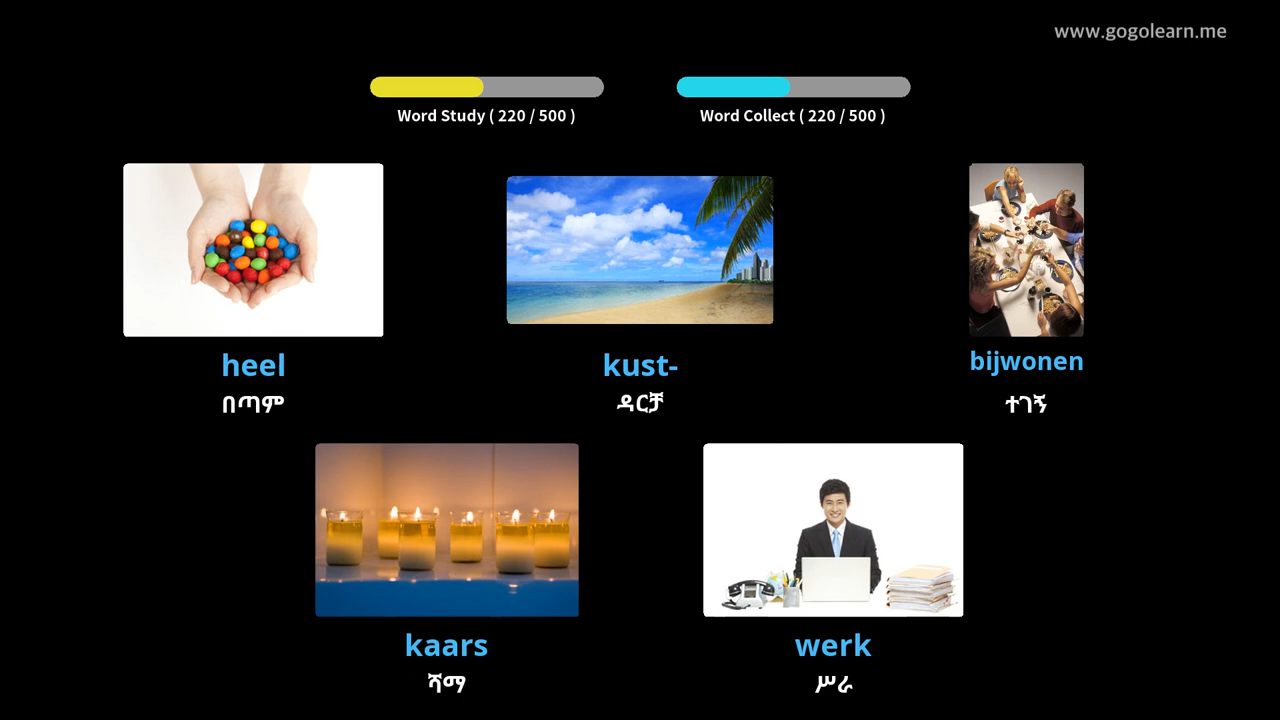 www.gogolearn.me
Word Study ( 220 / 500 )
Word Collect ( 220 / 500 )
heel
በጣም
kust-
ዳርቻ
bijwonen
ተገኝ
kaars
ሻማ
werk
ሥራ